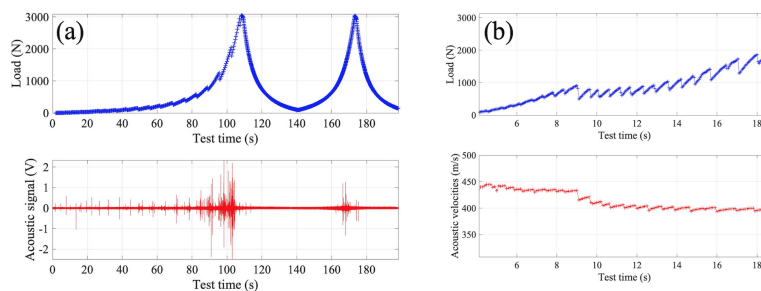 (a)
Load (N)
3000
2000
1000
0
0 20 40 60 80 100 120 140 160 180
Test time (s)
Acoustic signal (V)
2
1
0
-1
-2
0 20 40 60 80 100 120 140 160 180
Test time (s)
(b)
Load (N)
3000
2000
1000
0
6 8 10 12 14 16 18
Test time (s)
Acoustic velocities (m/s)
500
450
400
350
6 8 10 12 14 16 18
Test time (s)